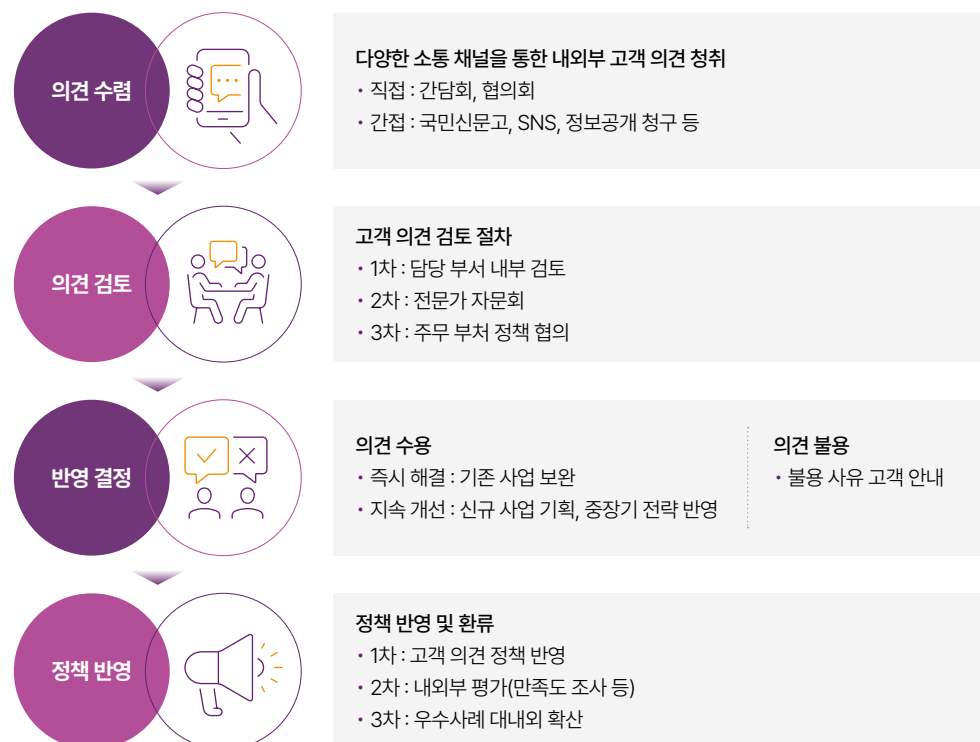 의견 수렴
다양한 소통 채널을 통한 내외부 고객 의견 청취
• 직접 : 간담회, 협의회
• 간접 : 국민신문고, SNS, 정보공개 청구 등
의견 검토
고객 의견 검토 절차
• 1차 : 담당 부서 내부 검토
• 2차 : 전문가 자문회
• 3차 : 주무 부처 정책 협의
반영 결정
의견 수용
• 즉시 해결 : 기존 사업 보완
• 지속 개선 : 신규 사업 기획, 중장기 전략 반영
의견 불용
• 불용 사유 고객 안내
정책 반영
정책 반영 및 환류
• 1차 : 고객 의견 정책 반영
• 2차 : 내외부 평가(만족도 조사 등)
• 3차 : 우수사례 대내외 확산